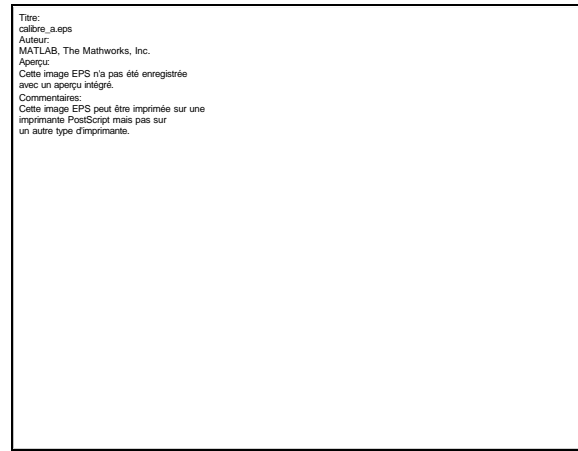 Titre:
calibre_a.eps
Auteur:
MATLAB, The Mathworks, Inc.
Aperçu:
Cette image EPS n'a pas été enregistrée
avec un aperçu intégré.
Commentaires:
Cette image EPS peut être imprimée sur une
imprimante PostScript mais pas sur
un autre type d'imprimante.